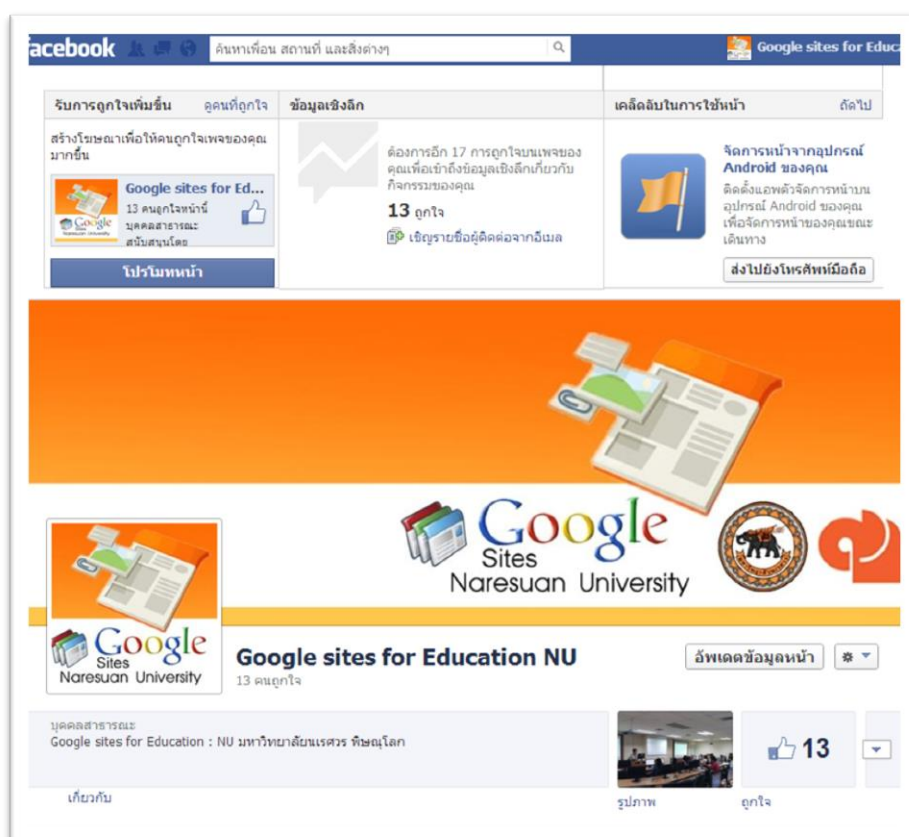 facebook
ค้นหาเพื่อน สถานที่ และสิ่งต่างๆ
Google sites for Educa
รับการถูกใจเพิ่มขึ้น ดูคนที่ถูกใจ
สร้างโฆษณาเพื่อให้คนถูกใจเพจของคุณ
มากขึ้น
Google sites for Ed...
13 คนถูกใจหน้านี้
บุคคลสาธารณะ
สนับสนุนโดย
Google
โปรโมทหน้า
ข้อมูลเชิงลึก
ต้องการอีก 17 การถูกใจบนเพจของ
คุณเพื่อเข้าถึงข้อมูลเชิงลึกเกี่ยวกับ
กิจกรรมของคุณ
13 ถูกใจ
เชิญรายชื่อผู้ติดต่อจากอีเมล
เคล็ดลับในการใช้หน้า ถัดไป
จัดการหน้าจากอุปกรณ์
Android ของคุณ
ติดตั้งแอพตัวจัดการหน้าบน
อุปกรณ์ Android ของคุณ
เพื่อจัดการหน้าของคุณขณะ
เดินทาง
ส่งไปยังโทรศัพท์มือถือ
Google
Sites
Naresuan University
Google
Sites
Naresuan University
Google sites for Education NU
13 คนถูกใจ
อัพเดตข้อมูลหน้า
บุคคลสาธารณะ
Google sites for Education : NU มหาวิทยาลัยนเรศวร พิษณุโลก
13
เกี่ยวกับ
รูปภาพ
ถูกใจ